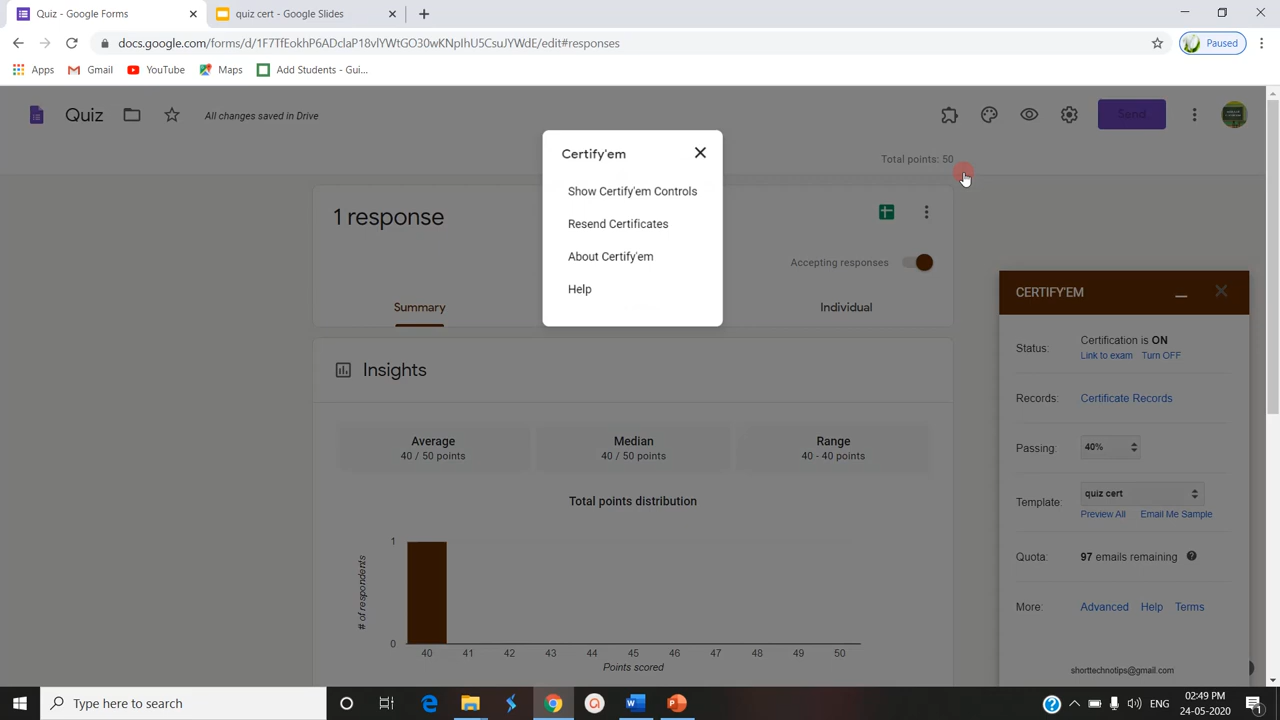 Quiz - Google Forms
quiz cert - Google Slides
docs.google.com/forms/d/1F7TfEokhP6ADclaP18vlYWtGO30wKNpIhU5CsuJYWdE/edit#responses
Paused
Apps
Gmail
YouTube
Maps
Add Students - Gui...
Quiz
All changes saved in Drive
Send
Total points: 50
Certify'em
Show Certify'em Controls
Resend Certificates
About Certify'em
Help
1 response
Accepting responses
Summary
Individual
Insights
Average
40 / 50 points
Median
40 / 50 points
Range
40 - 40 points
Total points distribution
# of respondents
1
0
40 41 42 43 44 45 46 47 48 49 50
Points scored
CERTIFY'EM
Status:
Certification is ON
Link to exam Turn OFF
Records:
Certificate Records
Passing:
40%
Template:
quiz cert
Preview All Email Me Sample
Quota:
97 emails remaining
More:
Advanced Help Terms
shorttechnotips@gmail.com
Type here to search
ENG
02:49 PM
24-05-2020
1